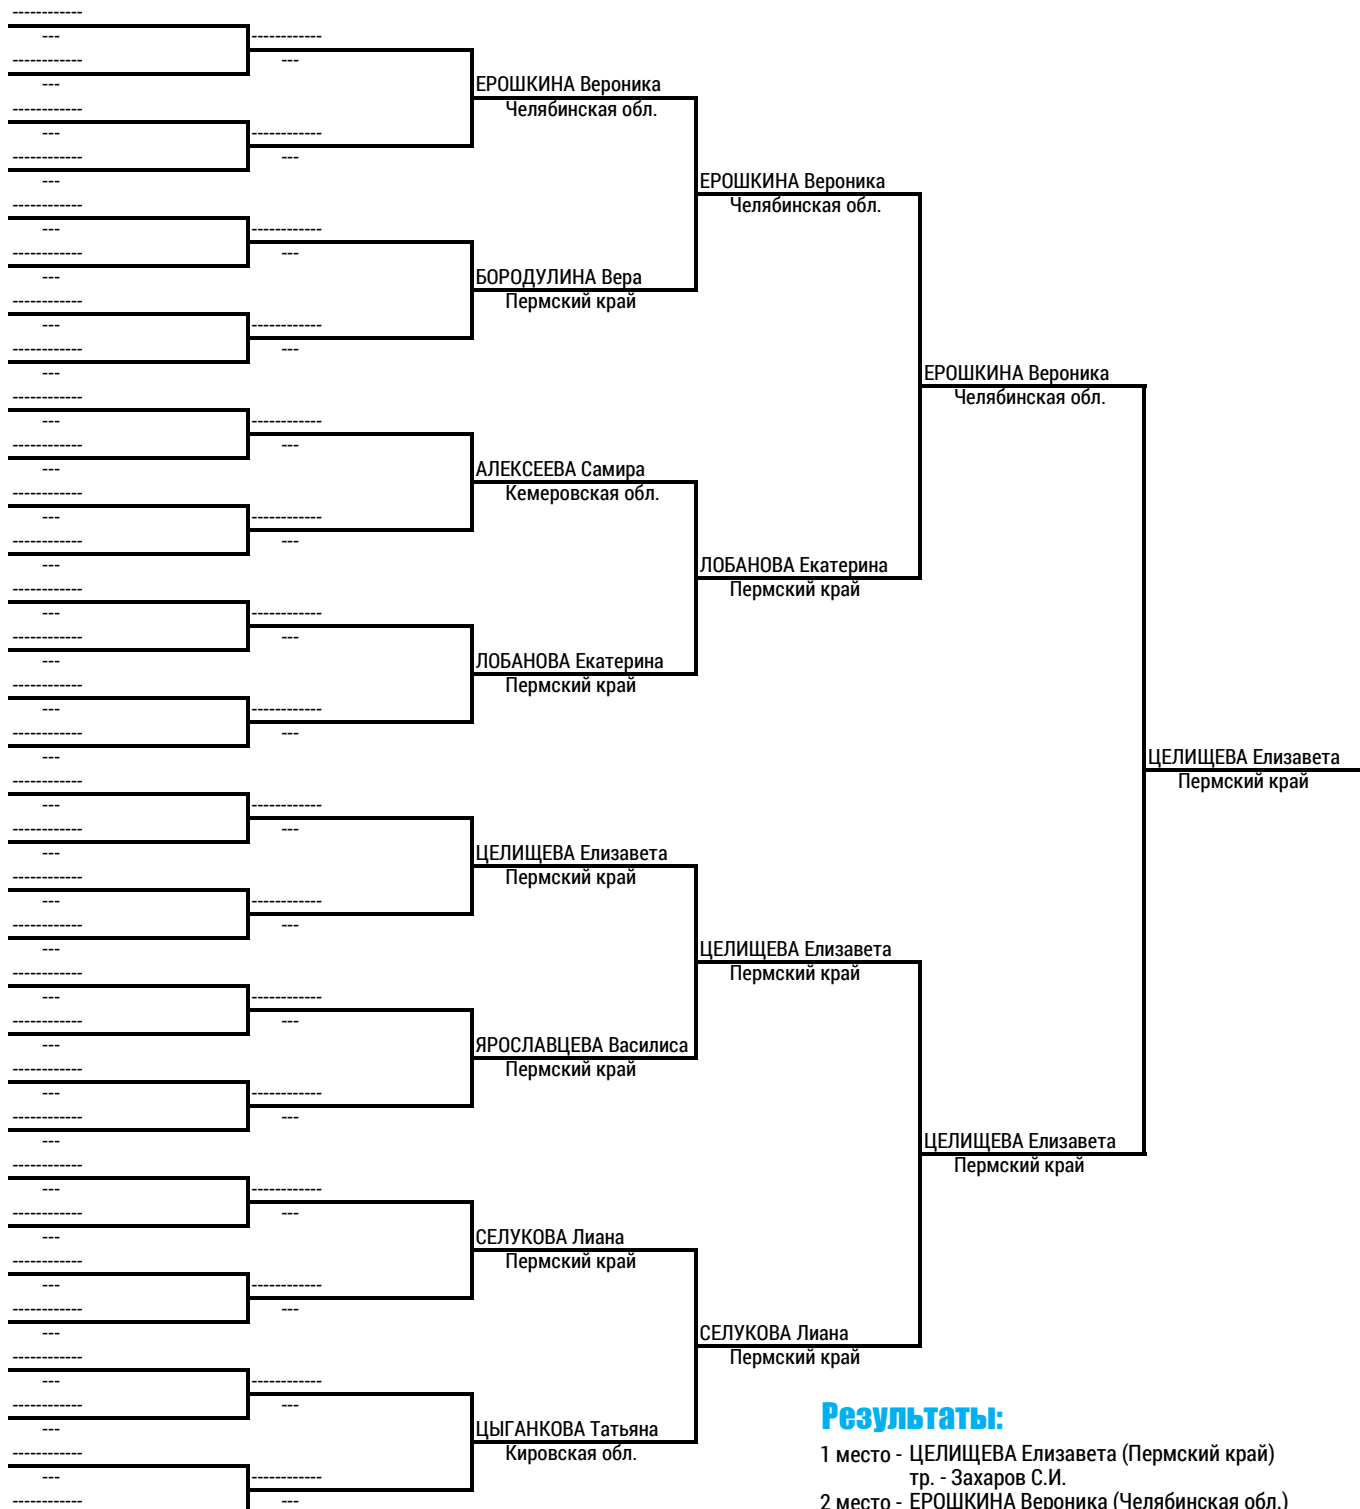 ------------
---
------------
---
------------
---
ЕРОШКИНА Вероника
Челябинская обл.
------------
---
------------
---
------------
---
ЕРОШКИНА Вероника
Челябинская обл.
------------
---
------------
---
------------
---
БОРОДУЛИНА Вера
Пермский край
------------
---
------------
---
------------
---
ЕРОШКИНА Вероника
Челябинская обл.
------------
---
------------
---
------------
---
АЛЕКСЕЕВА Самира
Кемеровская обл.
------------
---
------------
---
------------
---
ЛОБАНОВА Екатерина
Пермский край
------------
---
------------
---
------------
---
ЛОБАНОВА Екатерина
Пермский край
------------
---
------------
---
------------
---
ЦЕЛИЩЕВА Елизавета
Пермский край
------------
---
------------
---
------------
---
ЦЕЛИЩЕВА Елизавета
Пермский край
------------
---
------------
---
------------
---
ЦЕЛИЩЕВА Елизавета
Пермский край
------------
---
------------
---
------------
---
ЯРОСЛАВЦЕВА Василиса
Пермский край
------------
---
------------
---
------------
---
ЦЕЛИЩЕВА Елизавета
Пермский край
------------
---
------------
---
------------
---
СЕЛУКОВА Лиана
Пермский край
------------
---
------------
---
------------
---
СЕЛУКОВА Лиана
Пермский край
------------
---
------------
---
------------
---
ЦЫГАНКОВА Татьяна
Кировская обл.
------------
---
------------
---
------------
Результаты:
1 место - ЦЕЛИЩЕВА Елизавета (Пермский край)
тр. - Захаров С.И.
2 место - ЕРОШКИНА Вероника (Челябинская обл.)